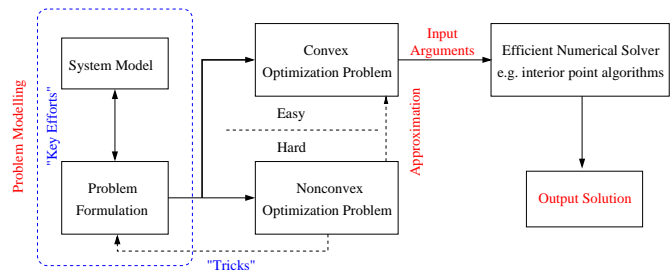 Problem Modelling
"Key Efforts"
System Model
Problem
Formulation
Convex
Optimization Problem
Easy
Hard
Nonconvex
Optimization Problem
"Tricks"
Approximation
Input
Arguments
Efficient Numerical Solver
e.g. interior point algorithms
Output Solution